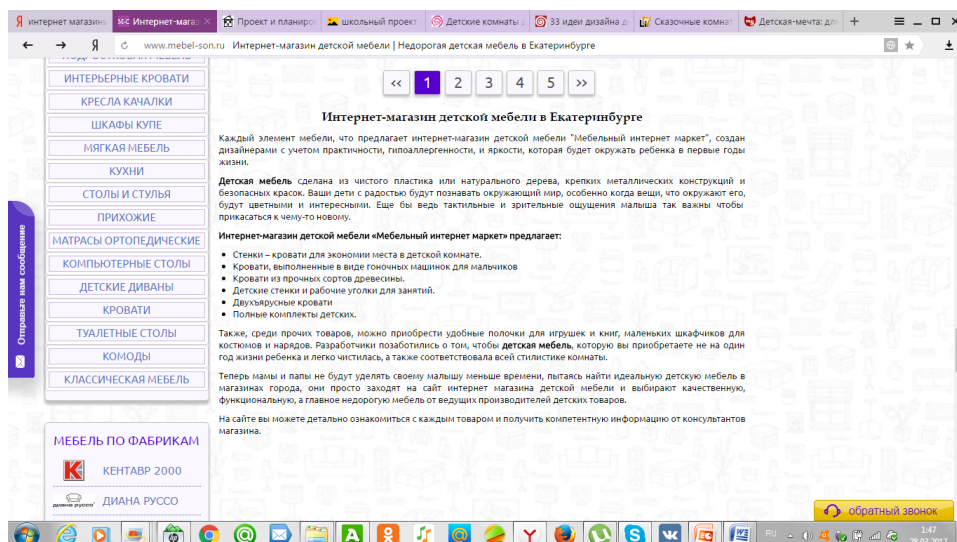 интернет магазин
Интернет-мага
Проект и планиро
школьный проект
Детские комнаты д
33 идеи дизайна д
Сказочные комнат
Детская-мечта: дл
www.mebel-son.ru Интернет-магазин детской мебели | Недорогая детская мебель в Екатеринбурге
ИНТЕРЬЕРНЫЕ КРОВАТИ
КРЕСЛА КАЧАЛКИ
ШКАФЫ КУПЕ
МЯГКАЯ МЕБЕЛЬ
КУХНИ
СТОЛЫ И СТУЛЬЯ
ПРИХОЖИЕ
МАТРАСЫ ОРТОПЕДИЧЕСКИЕ
КОМПЬЮТЕРНЫЕ СТОЛЫ
ДЕТСКИЕ ДИВАНЫ
КРОВАТИ
ТУАЛЕТНЫЕ СТОЛЫ
КОМОДЫ
КЛАССИЧЕСКАЯ МЕБЕЛЬ
МЕБЕЛЬ ПО ФАБРИКАМ
КЕНТАВР 2000
ДИАНА РУССО
Отправьте нам сообщение
<< 1 2 3 4 5 >>
Интернет-магазин детской мебели в Екатеринбурге
Каждый элемент мебели, что предлагает интернет-магазин детской мебели "Мебельный интернет маркет", создан
дизайнерами с учетом практичности, гипоаллергенности, и яркости, которая будет окружать ребенка в первые годы
жизни.
Детская мебель сделана из чистого пластика или натурального дерева, крепких металлических конструкций и
безопасных красок. Ваши дети с радостью будут познавать окружающий мир, особенно когда вещи, что окружают его,
будут цветными и интересными. Еще бы ведь тактильные и зрительные ощущения малыша так важны чтобы
прикасаться к чему-то новому.
Интернет-магазин детской мебели «Мебельный интернет маркет» предлагает:
• Стенки – кровати для экономии места в детской комнате.
• Кровати, выполненные в виде гоночных машинок для мальчиков
• Кровати из прочных сортов древесины.
• Детские стенки и рабочие уголки для занятий.
• Двухъярусные кровати
• Полные комплекты детских.
Также, среди прочих товаров, можно приобрести удобные полочки для игрушек и книг, маленьких шкафчиков для
костюмов и нарядов. Разработчики позаботились о том, чтобы детская мебель, которую вы приобретаете не на один
год жизни ребенка и легко чистилась, а также соответствовала всей стилистике комнаты.
Теперь мамы и папы не будут уделять своему малышу меньше времени, пытаясь найти идеальную детскую мебель в
магазинах города, они просто заходят на сайт интернет магазина детской мебели и выбирают качественную,
функциональную, а главное недорогую мебель от ведущих производителей детских товаров.
На сайте вы можете детально ознакомиться с каждым товаром и получить компетентную информацию от консультантов
магазина.
обратный звонок
RU
1:47